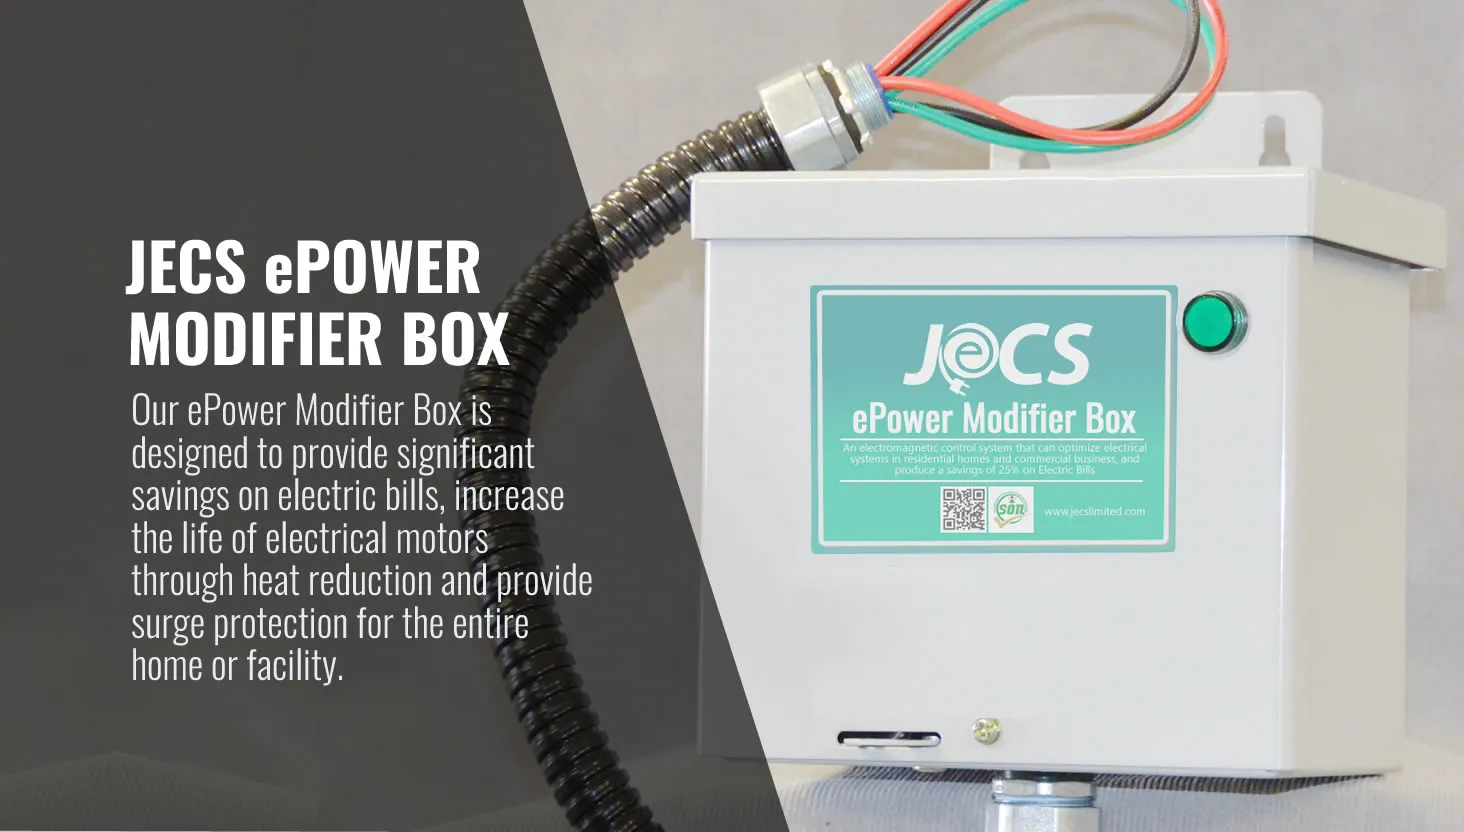 JECS ePOWER
MODIFIER BOX
Our ePower Modifier Box is
designed to provide significant
savings on electric bills, increase
the life of electrical motors
through heat reduction and provide
surge protection for the entire
home or facility.
JeCS
ePower Modifier Box
An electromagnetic control system that can optimize electrical
systems in residential homes and commercial business, and
produce a savings of 25% on Electric Bills
son
www.jecslimited.com